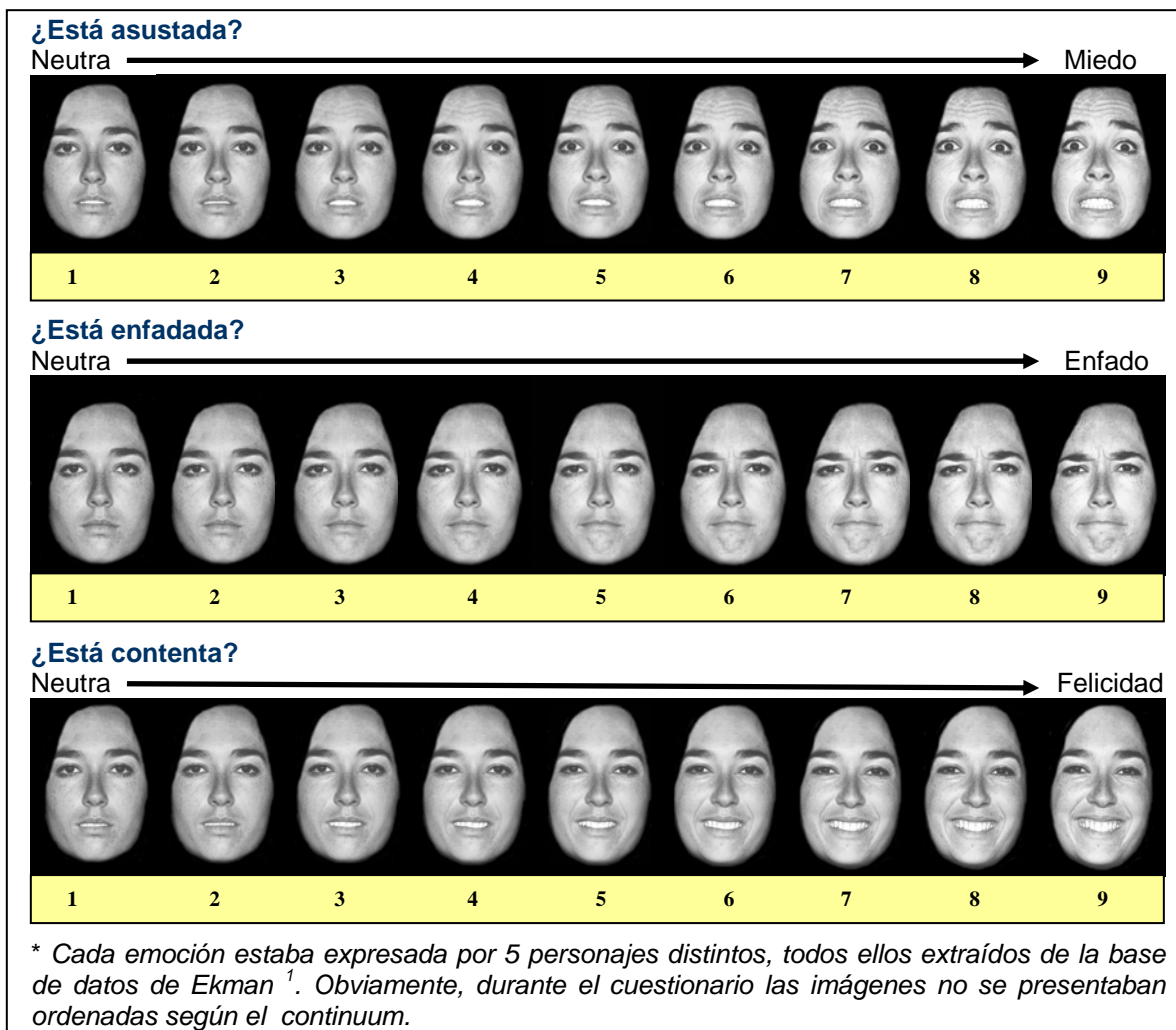 ¿Está asustada?
Neutra Miedo
1 2 3 4 5 6 7 8 9
¿Está enfadada?
Neutra Enfado
1 2 3 4 5 6 7 8 9
¿Está contenta?
Neutra Felicidad
1 2 3 4 5 6 7 8 9
* Cada emoción estaba expresada por 5 personajes distintos, todos ellos extraídos de la base
de datos de Ekman 1. Obviamente, durante el cuestionario las imágenes no se presentaban
ordenadas según el continuum.